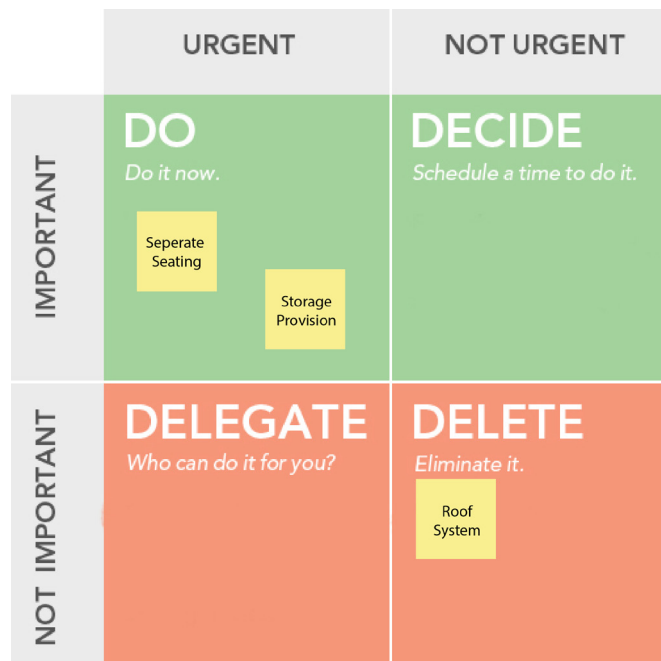 URGENT
NOT URGENT
IMPORTANT
DO
Do it now.
Seperate
Seating
Storage
Provision
DECIDE
Schedule a time to do it.
NOT IMPORTANT
DELEGATE
Who can do it for you?
DELETE
Eliminate it.
Roof
System